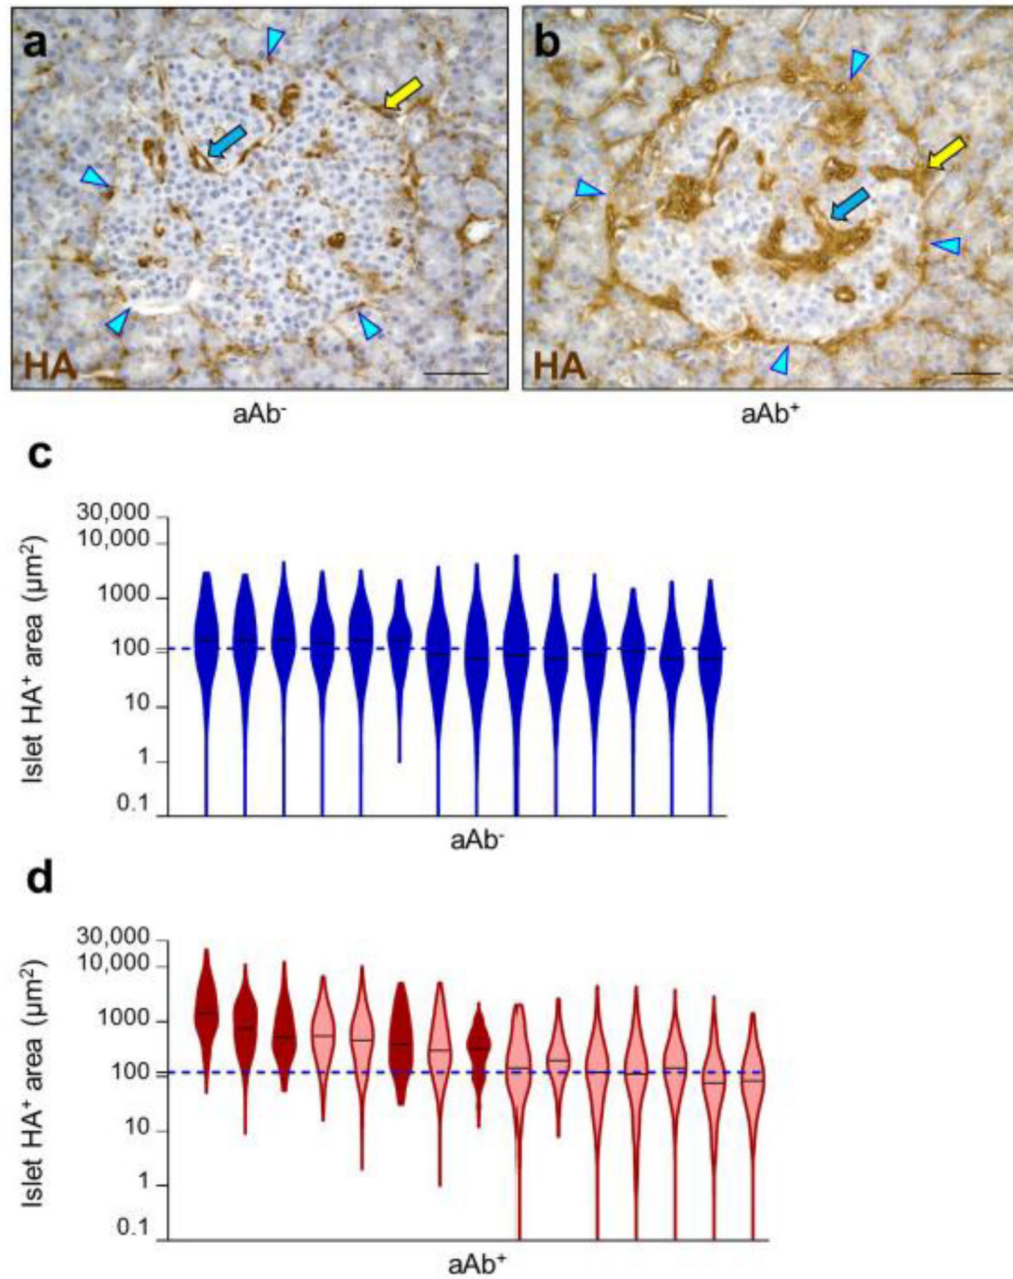 a
b
HA
HA
aAb⁻
aAb⁺
c
30,000
10,000
1000
100
10
1
0.1
Islet HA⁺ area (µm²)
aAb⁻
d
30,000
10,000
1000
100
10
1
0.1
Islet HA⁺ area (µm²)
aAb⁺